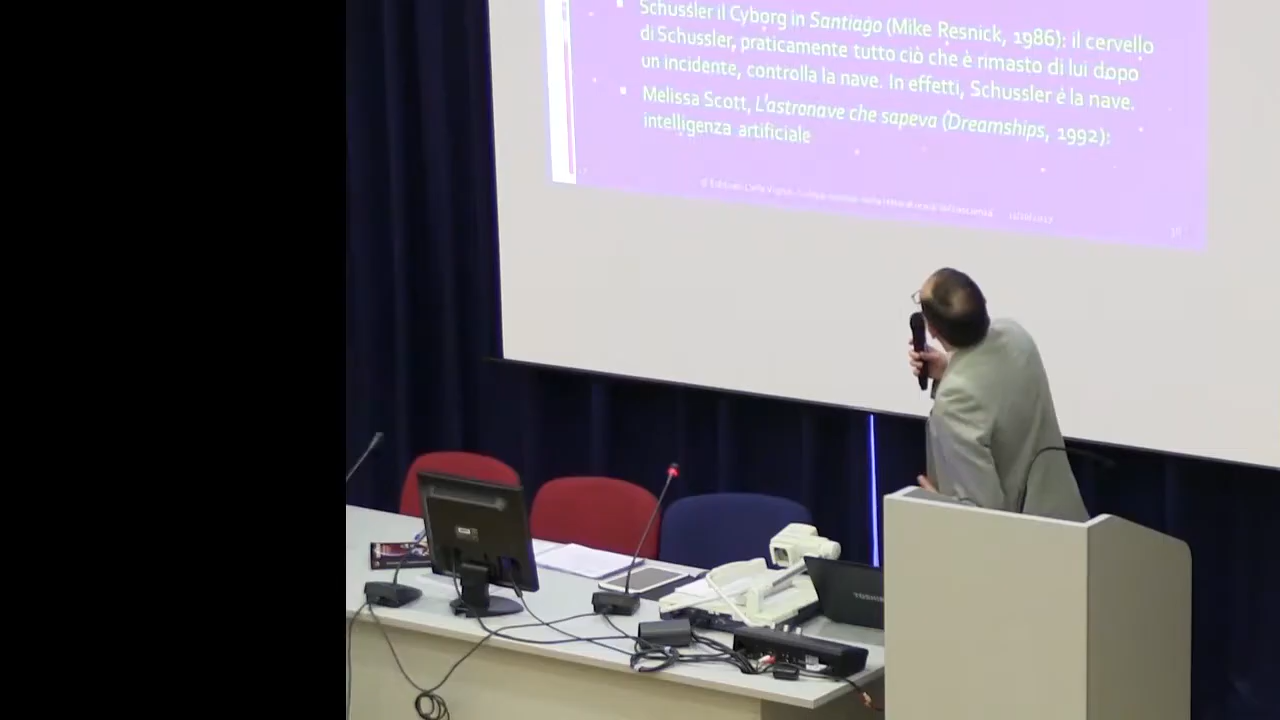 Schussler il Cyborg in Santiago (Mike Resnick, 1986): il cervello
di Schussler, praticamente tutto ciò che è rimasto di lui dopo
un incidente, controlla la nave. In effetti, Schussler è la nave.
Melissa Scott, L'astronave che sapeva (Dreamships, 1992):
intelligenza artificiale
TOSHIBA